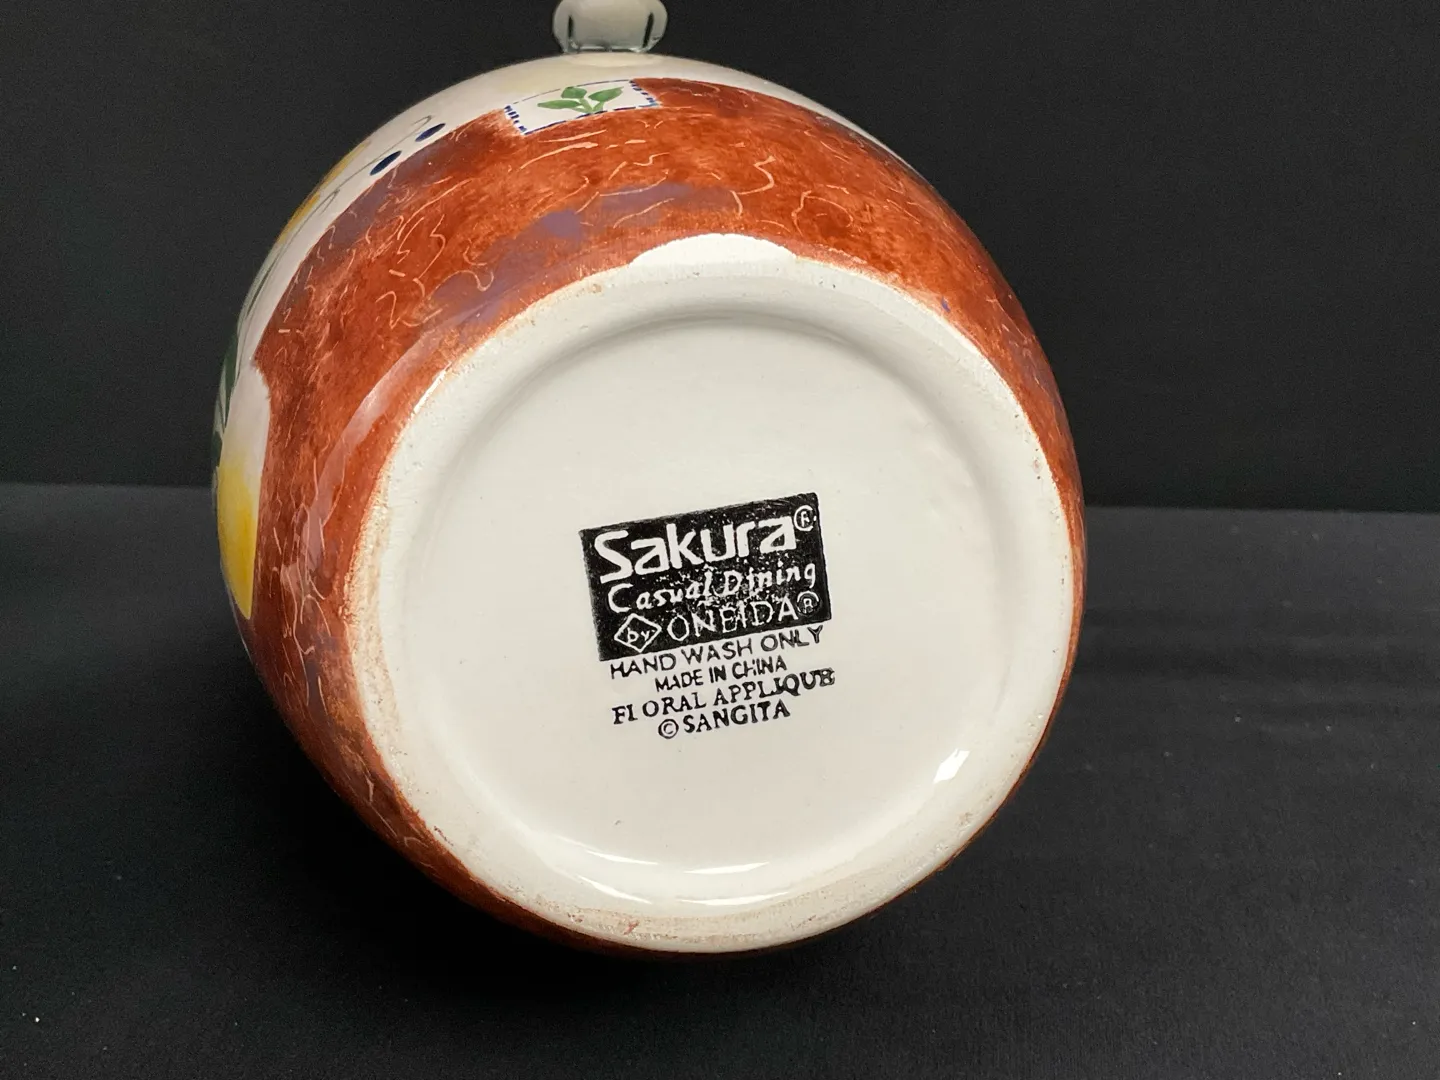 Sakura®
Casual Dining
by ONEIDA®
HAND WASH ONLY
MADE IN CHINA
FLORAL APPLIQUE
©SANGITA